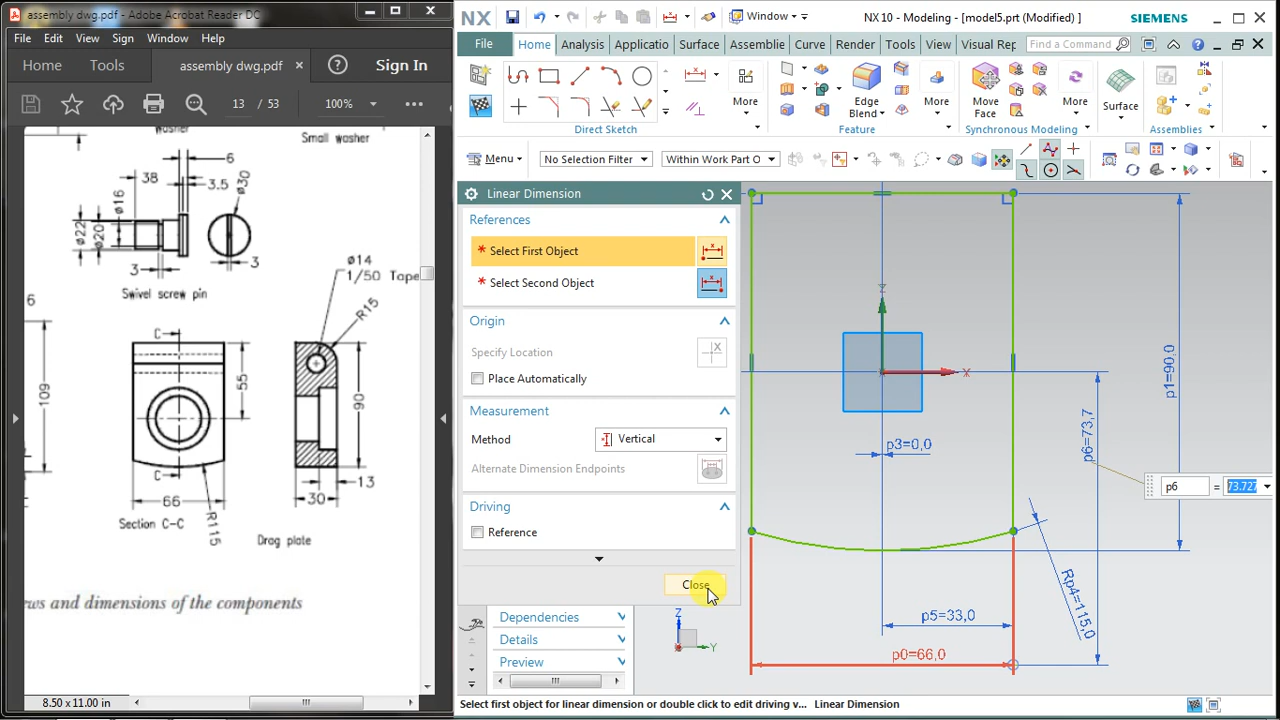 assembly dwg.pdf - Adobe Acrobat Reader DC
File Edit View Sign Window Help
Home Tools assembly dwg.pdf × ? Sign In
13 / 53 100%
Small washer
6
38
3.5
ø30
ø16
ø22
ø20
3
3
Swivel screw pin
ø14
1/50 Tape
R15
6
109
C
55
90
C
66
R115
13
30
Section C-C
Drag plate
ws and dimensions of the components
8.50 x 11.00 in
NX Window NX 10 - Modeling - [model5.prt (Modified) ] SIEMENS
File Home Analysis Applicatio Surface Assemblie Curve Render Tools View Visual Rep Find a Command
More Edge Blend More Move Face More Surface
Direct Sketch Feature Synchronous Modeling Assemblies
Menu No Selection Filter Within Work Part O
Linear Dimension
References
* Select First Object
* Select Second Object
Origin
Specify Location
Place Automatically
Measurement
Method Vertical
Alternate Dimension Endpoints
Driving
Reference
Close
Dependencies
Details
Preview
Z
X
Z
Y
p1=90,0
p6=73,7
p3=0,0
p6 = 73.727
Rp4=115,0
p5=33,0
p0=66,0
Select first object for linear dimension or double click to edit driving v... Linear Dimension